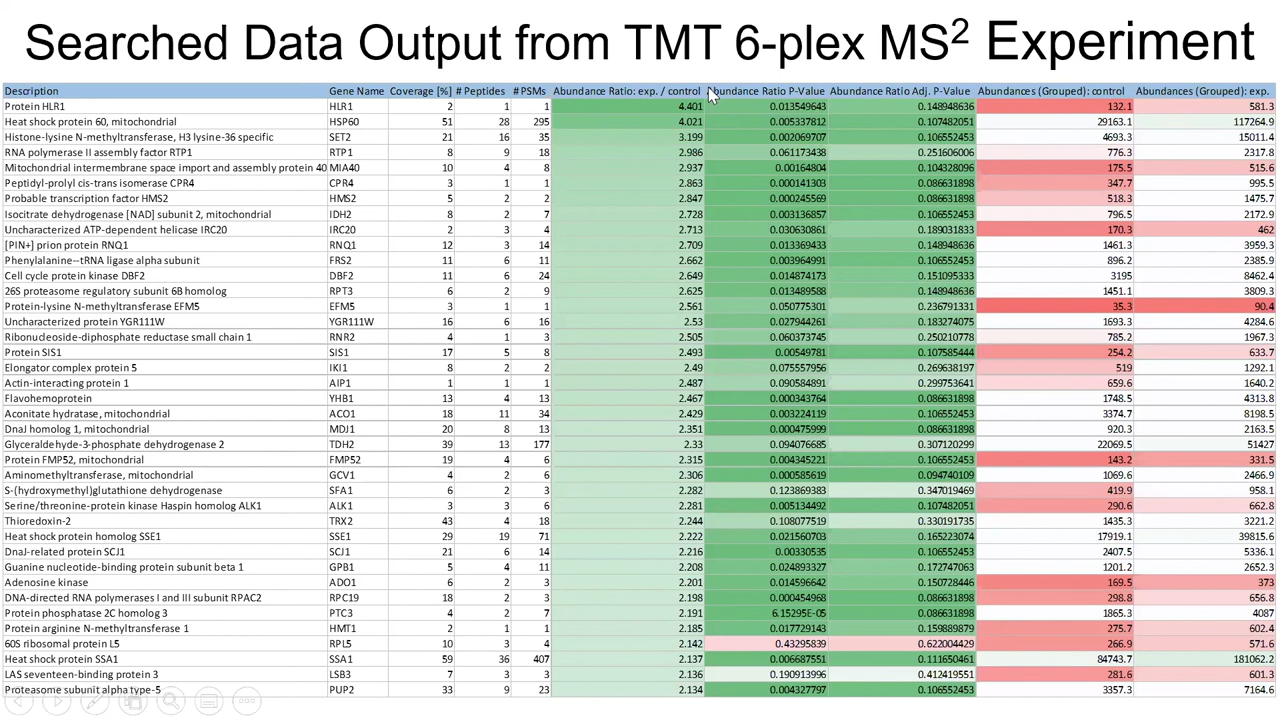 Searched Data Output from TMT 6-plex MS2 Experiment
Description Gene Name Coverage [%] # Peptides # PSMs Abundance Ratio: exp. / control bundance Ratio P-Value Abundance Ratio Adj. P-Value Abundances (Grouped): control Abundances (Grouped): exp.
Protein HLR1 HLR1 2 1 1 4.401 0.013549643 0.148948636 132.1 581.3
Heat shock protein 60, mitochondrial HSP60 51 28 295 4.021 0.005337812 0.107482051 29163.1 117264.9
Histone-lysine N-methyltransferase, H3 lysine-36 specific SET2 21 16 35 3.199 0.002069707 0.106552453 4693.3 15011.4
RNA polymerase II assembly factor RTP1 RTP1 8 9 18 2.986 0.061173438 0.251606006 776.3 2317.8
Mitochondrial intermembrane space import and assembly protein 40 MIA40 10 4 8 2.937 0.00164804 0.104328096 175.5 515.6
Peptidyl-prolyl cis-trans isomerase CPR4 CPR4 3 1 1 2.863 0.000141303 0.086631898 347.7 995.5
Probable transcription factor HMS2 HMS2 5 2 2 2.847 0.000245569 0.086631898 518.3 1475.7
Isocitrate dehydrogenase [NAD] subunit 2, mitochondrial IDH2 8 2 7 2.728 0.003136857 0.106552453 796.5 2172.9
Uncharacterized ATP-dependent helicase IRC20 IRC20 2 3 4 2.713 0.030630861 0.189031833 170.3 462
[PIN+] prion protein RNQ1 RNQ1 12 3 14 2.709 0.013369433 0.148948636 1461.3 3959.3
Phenylalanine--tRNA ligase alpha subunit FRS2 11 6 11 2.662 0.003964991 0.106552453 896.2 2385.9
Cell cycle protein kinase DBF2 DBF2 11 6 24 2.649 0.014874173 0.151095333 3195 8462.4
26S proteasome regulatory subunit 6B homolog RPT3 6 2 9 2.625 0.013489588 0.148948636 1451.1 3809.3
Protein-lysine N-methyltransferase EFM5 EFM5 3 1 1 2.561 0.050775301 0.236791331 35.3 90.4
Uncharacterized protein YGR111W YGR111W 16 6 16 2.53 0.027944261 0.183274075 1693.3 4284.6
Ribonucleoside-diphosphate reductase small chain 1 RNR2 4 1 3 2.505 0.060373745 0.250210778 785.2 1967.3
Protein SIS1 SIS1 17 5 8 2.493 0.00549781 0.107585444 254.2 633.7
Elongator complex protein 5 IKI1 8 2 2 2.49 0.075557956 0.269638197 519 1292.1
Actin-interacting protein 1 AIP1 1 1 1 2.487 0.090584891 0.299753641 659.6 1640.2
Flavohemoprotein YHB1 13 4 13 2.467 0.000343764 0.086631898 1748.5 4313.8
Aconitate hydratase, mitochondrial ACO1 18 11 34 2.429 0.003224119 0.106552453 3374.7 8198.5
DnaJ homolog 1, mitochondrial MDJ1 20 8 13 2.351 0.000475999 0.086631898 920.3 2163.5
Glyceraldehyde-3-phosphate dehydrogenase 2 TDH2 39 13 177 2.33 0.094076685 0.307120299 22069.5 51427
Protein FMP52, mitochondrial FMP52 19 4 6 2.315 0.004345221 0.106552453 143.2 331.5
Aminomethyltransferase, mitochondrial GCV1 4 2 6 2.306 0.000585619 0.094740109 1069.6 2466.9
S-(hydroxymethyl)glutathione dehydrogenase SFA1 6 2 3 2.282 0.123869383 0.347019469 419.9 958.1
Serine/threonine-protein kinase Haspin homolog ALK1 ALK1 3 3 6 2.281 0.005134492 0.107482051 290.6 662.8
Thioredoxin-2 TRX2 43 4 18 2.244 0.108077519 0.330191735 1435.3 3221.2
Heat shock protein homolog SSE1 SSE1 29 19 71 2.222 0.021560703 0.165223074 17919.1 39815.6
DnaJ-related protein SCJ1 SCJ1 21 6 14 2.216 0.00330535 0.106552453 2407.5 5336.1
Guanine nucleotide-binding protein subunit beta 1 GPB1 5 4 11 2.208 0.024893327 0.172747063 1201.2 2652.3
Adenosine kinase ADO1 6 2 3 2.201 0.014596642 0.150728446 169.5 373
DNA-directed RNA polymerases I and III subunit RPAC2 RPC19 18 2 3 2.198 0.000454968 0.086631898 298.8 656.8
Protein phosphatase 2C homolog 3 PTC3 4 2 7 2.191 6.15295E-05 0.086631898 1865.3 4087
Protein arginine N-methyltransferase 1 HMT1 2 1 1 2.185 0.017729143 0.159889879 275.7 602.4
60S ribosomal protein L5 RPL5 10 3 4 2.142 0.43295839 0.622004429 266.9 571.6
Heat shock protein SSA1 SSA1 59 36 407 2.137 0.006687551 0.111650461 84743.7 181062.2
LAS seventeen-binding protein 3 LSB3 7 3 3 2.136 0.190913996 0.412419551 281.6 601.3
Proteasome subunit alpha type-5 PUP2 33 9 23 2.134 0.004327797 0.106552453 3357.3 7164.6